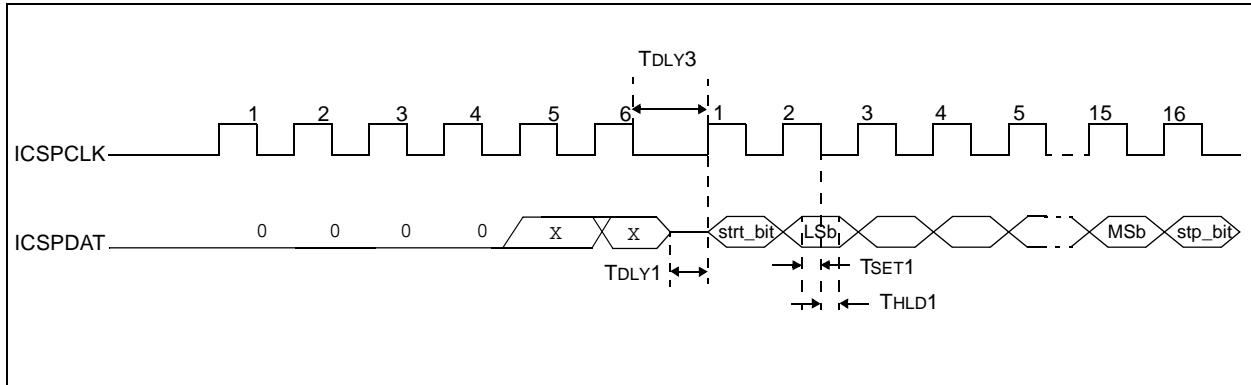 TDLY3
1 2 3 4 5 6 1 2 3 4 5 15 16
ICSPCLK
ICSPDAT 0 0 0 0 X X strt_bit LSb MSb stp_bit
TDLY1 TSET1
THLD1